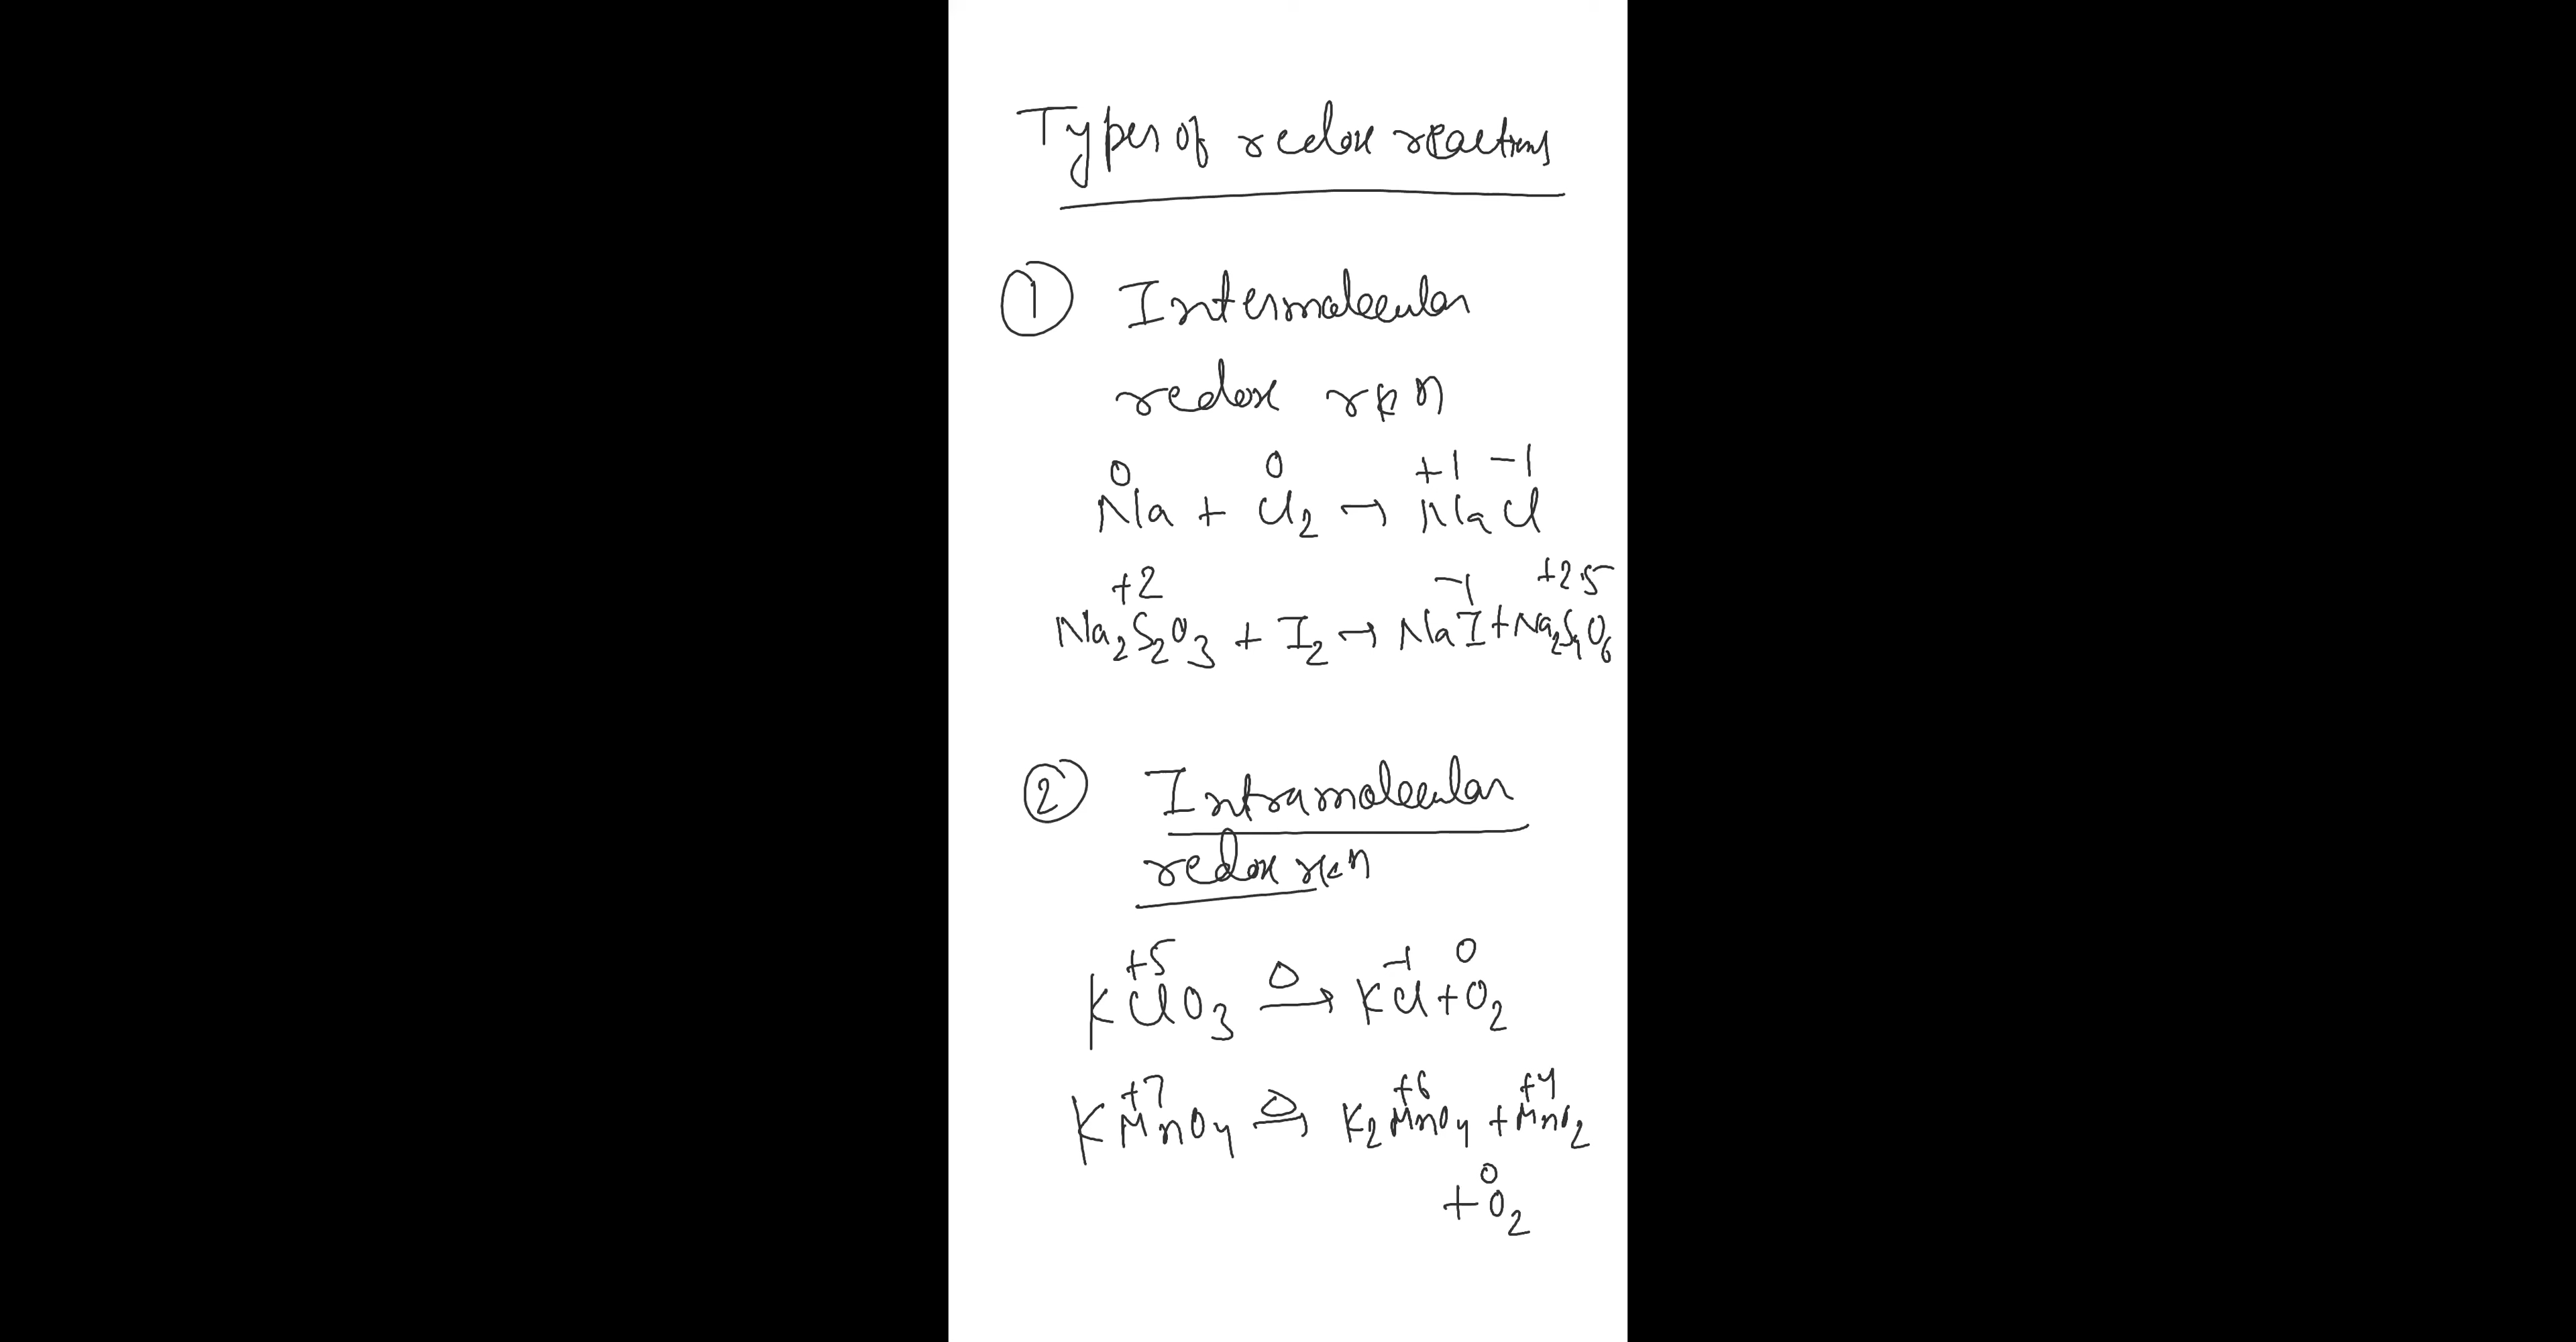 Types of redox reactions
① Intermolecular
redox rxn
0 0 +1 -1
Na + Cl2 → NaCl
+2 -1 +2.5
Na2S2O3 + I2 → NaI + Na2S4O6
② Intramolecular
redox rxn
+5 -1 0
KClO3 Δ→ KCl + O2
+7 +6 +4
KMnO4 Δ→ K2MnO4 + MnO2
0
+ O2